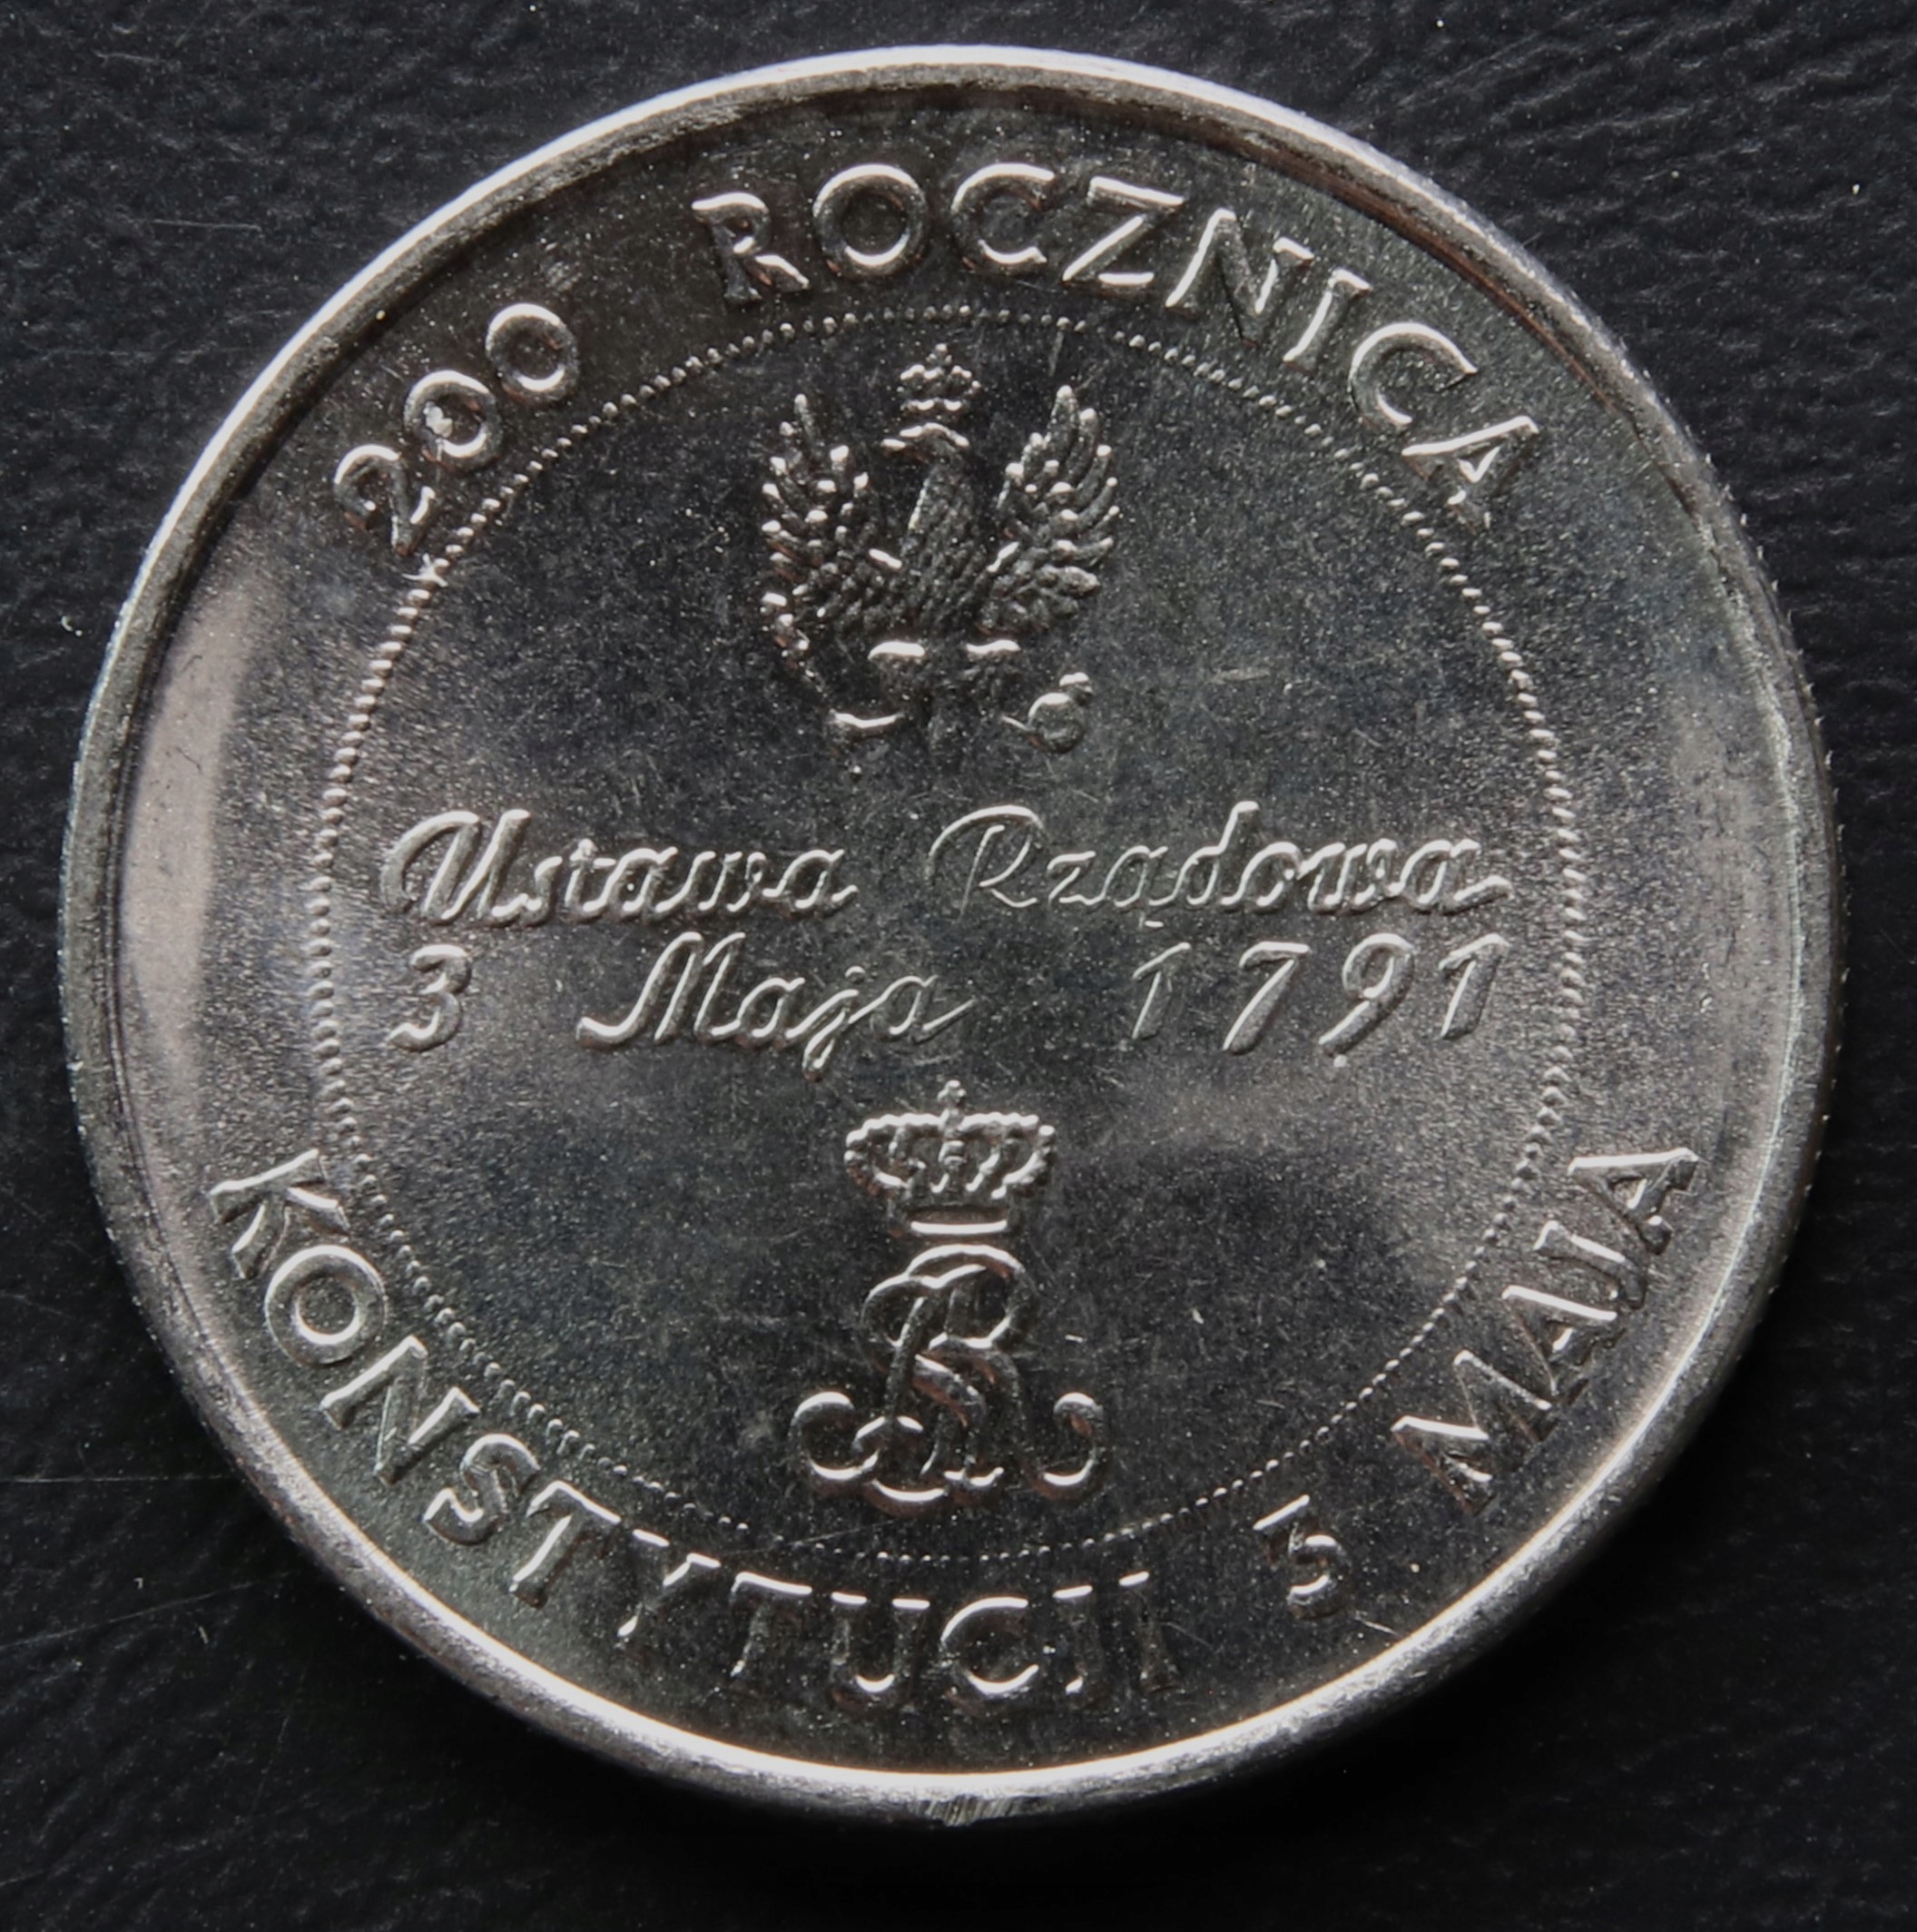 200 ROCZNICA
Ustawa Rządowa
3 Maja 1791
KONSTYTUCJI 3 MAJA